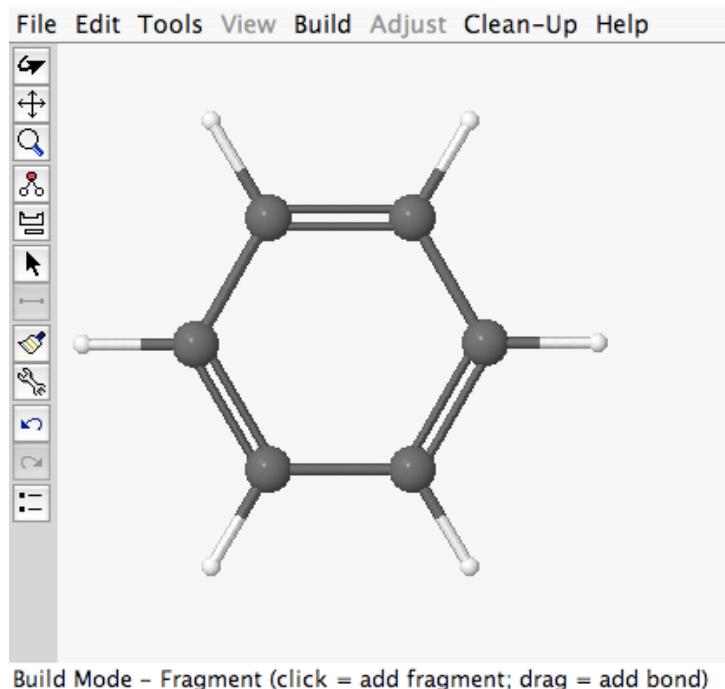 File Edit Tools View Build Adjust Clean-Up Help
Build Mode – Fragment (click = add fragment; drag = add bond)